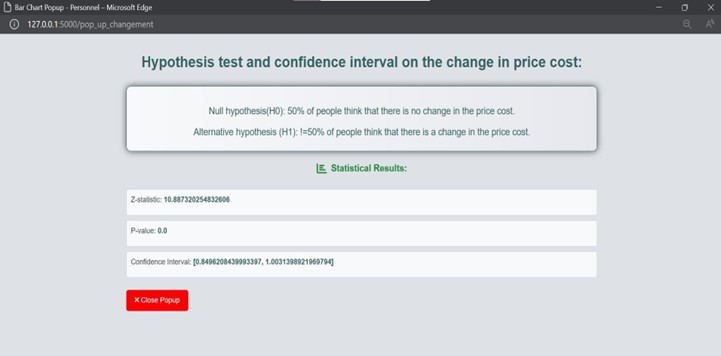 Bar Chart Popup - Personnel – Microsoft Edge
127.0.0.1:5000/pop_up_changement
Hypothesis test and confidence interval on the change in price cost:
Null hypothesis(H0): 50% of people think that there is no change in the price cost.
Alternative hypothesis (H1): !=50% of people think that there is a change in the price cost.
Statistical Results:
Z-statistic: 10.887320254832606
P-value: 0.0
Confidence Interval: [0.8496208439993397, 1.0031398921969794]
× Close Popup